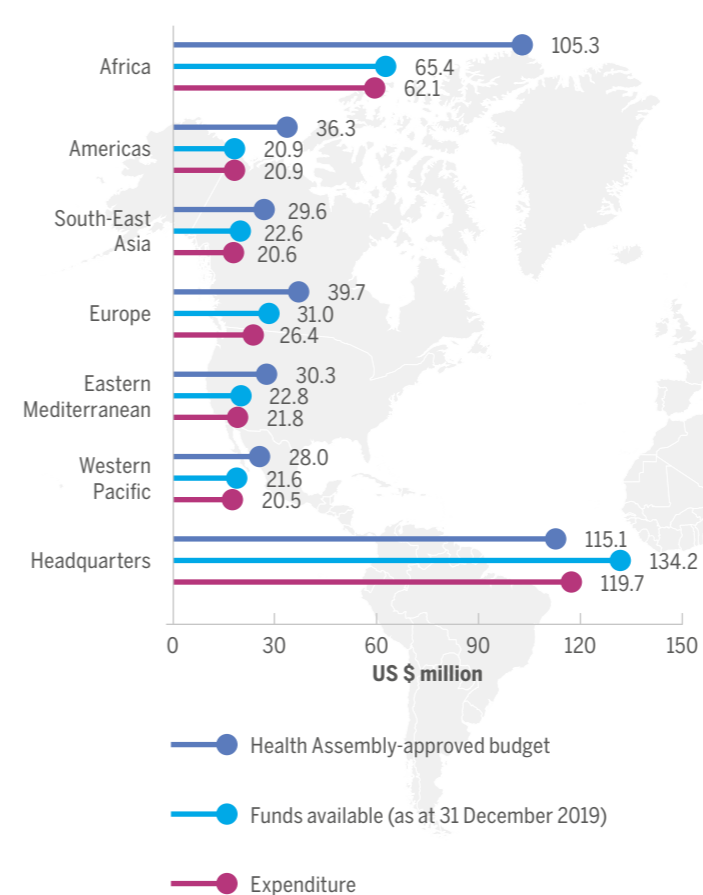 105.3
Africa
65.4
62.1
36.3
Americas
20.9
20.9
29.6
South-East
Asia
22.6
20.6
39.7
Europe
31.0
26.4
30.3
Eastern
Mediterranean
22.8
21.8
28.0
Western
Pacific
21.6
20.5
115.1
Headquarters
134.2
119.7
0 30 60 90 120 150
US $ million
Health Assembly-approved budget
Funds available (as at 31 December 2019)
Expenditure